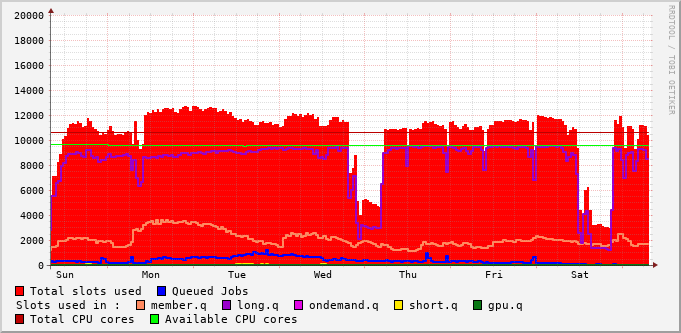 20000
18000
16000
14000
12000
10000
8000
6000
4000
2000
0
Sun Mon Tue Wed Thu Fri Sat
RRDTOOL / TOBI OETIKER
Total slots used Queued Jobs
Slots used in : member.q long.q ondemand.q short.q gpu.q
Total CPU cores Available CPU cores